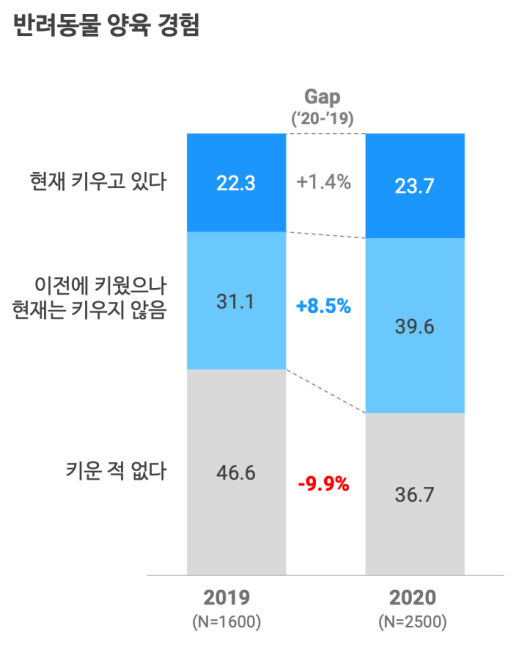 반려동물 양육 경험
Gap
(‘20-’19)
현재 키우고 있다
22.3
+1.4%
23.7
이전에 키웠으나
현재는 키우지 않음
31.1
+8.5%
39.6
키운 적 없다
46.6
-9.9%
36.7
2019
(N=1600)
2020
(N=2500)